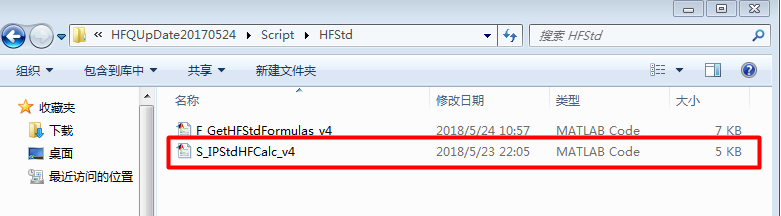 « HFQUpDate20170524 ▸ Script ▸ HFStd
搜索 HFStd
组织 包含到库中 共享 新建文件夹
收藏夹
下载
桌面
最近访问的位置
名称 修改日期 类型 大小
F_GetHFStdFormulas_v4 2018/5/24 10:57 MATLAB Code 7 KB
S_IPStdHFCalc_v4 2018/5/23 22:05 MATLAB Code 5 KB